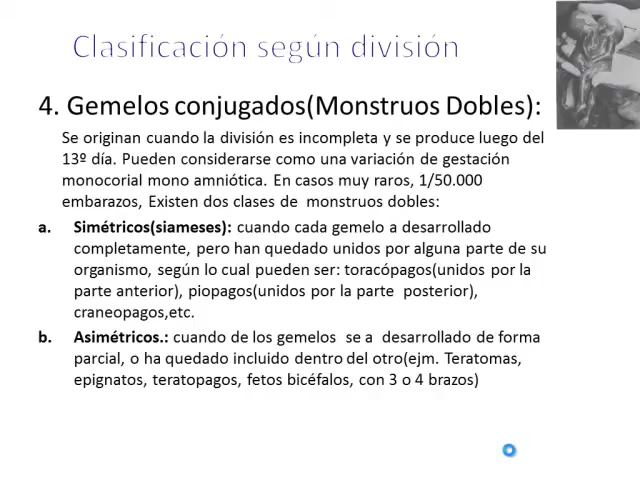 Clasificación según división
4. Gemelos conjugados(Monstruos Dobles):
Se originan cuando la división es incompleta y se produce luego del
13º día. Pueden considerarse como una variación de gestación
monocorial mono amniótica. En casos muy raros, 1/50.000
embarazos, Existen dos clases de monstruos dobles:
a. Simétricos(siameses): cuando cada gemelo a desarrollado
completamente, pero han quedado unidos por alguna parte de su
organismo, según lo cual pueden ser: toracópagos(unidos por la
parte anterior), piopagos(unidos por la parte posterior),
craneopagos,etc.
b. Asimétricos.: cuando de los gemelos se a desarrollado de forma
parcial, o ha quedado incluido dentro del otro(ejm. Teratomas,
epignatos, teratopagos, fetos bicéfalos, con 3 o 4 brazos)